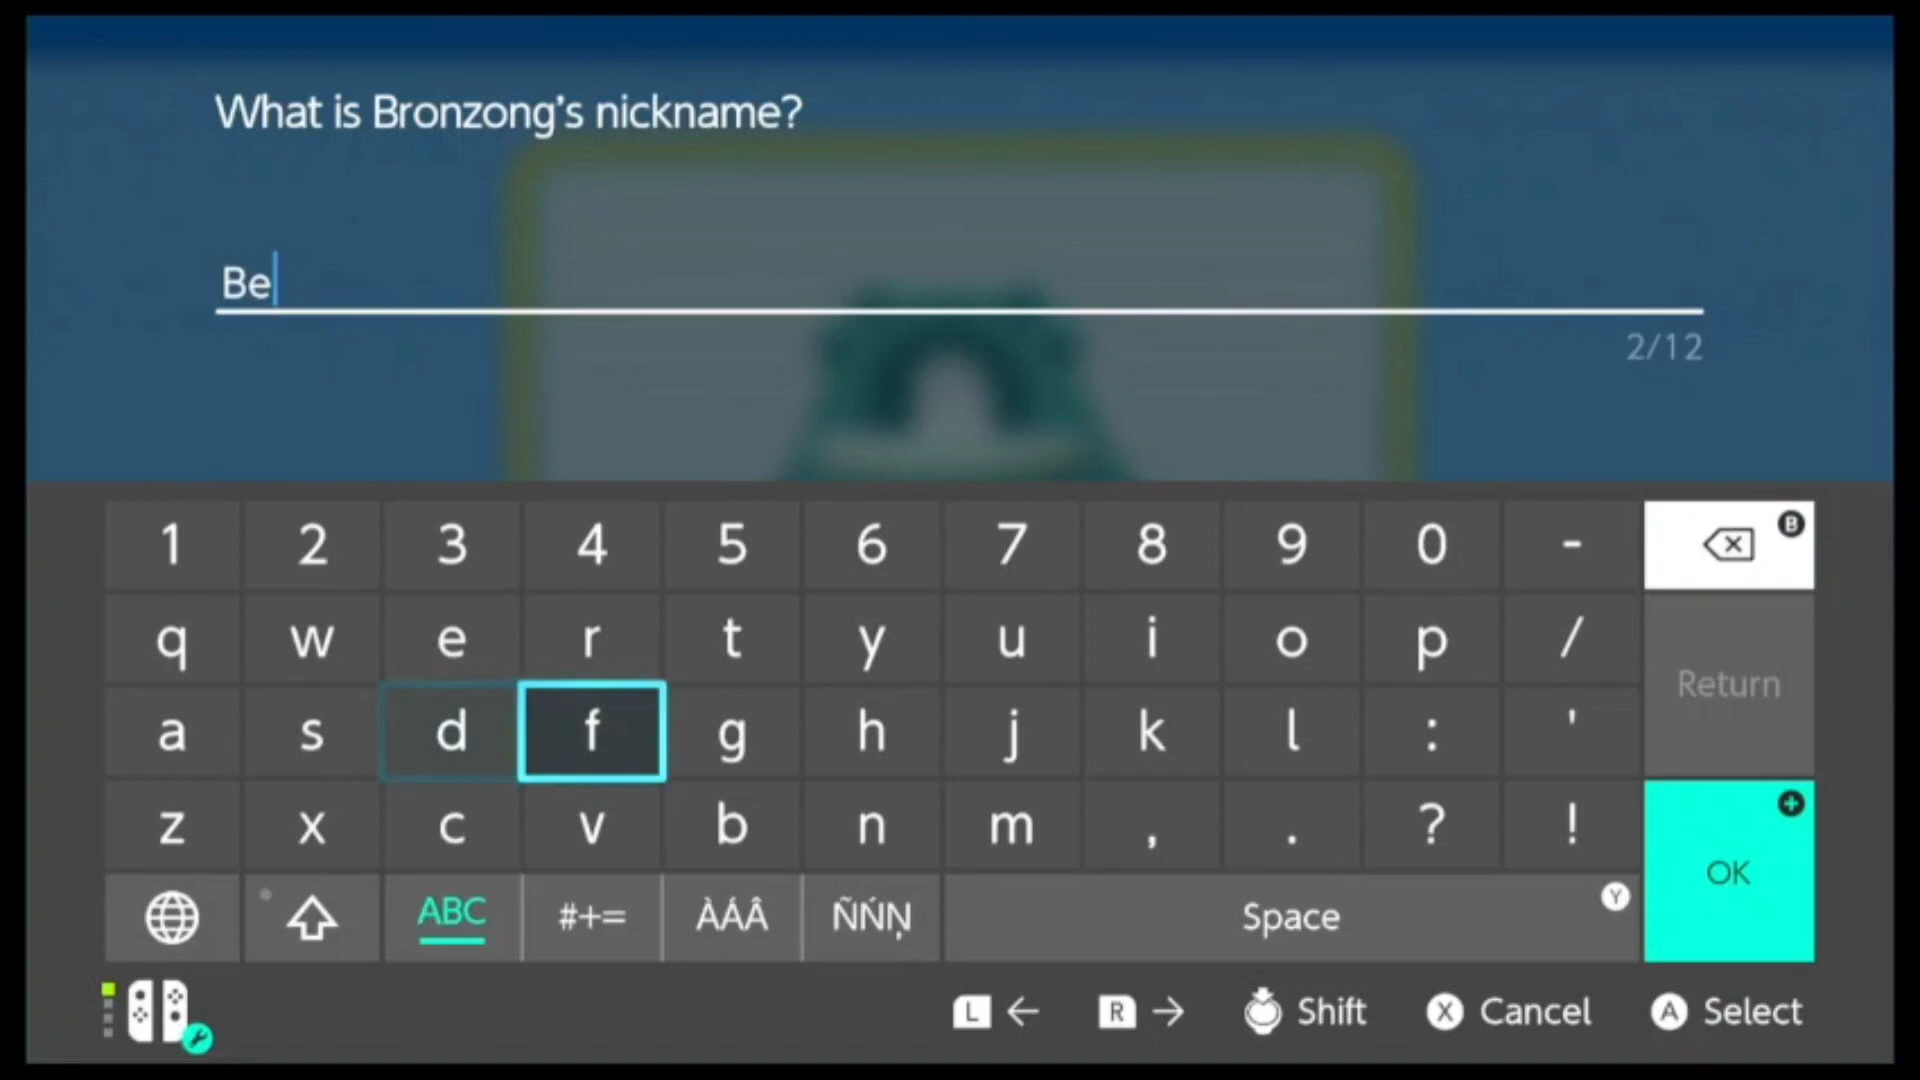 What is Bronzong's nickname?
Be
2/12
1 2 3 4 5 6 7 8 9 0 - B
q w e r t y u i o p /
Return
a s d f g h j k l : '
z x c v b n m , . ? ! +
OK
ABC #+= ÀÁÂ ÑŃŅ Space Y
L ← R → Shift X Cancel A Select